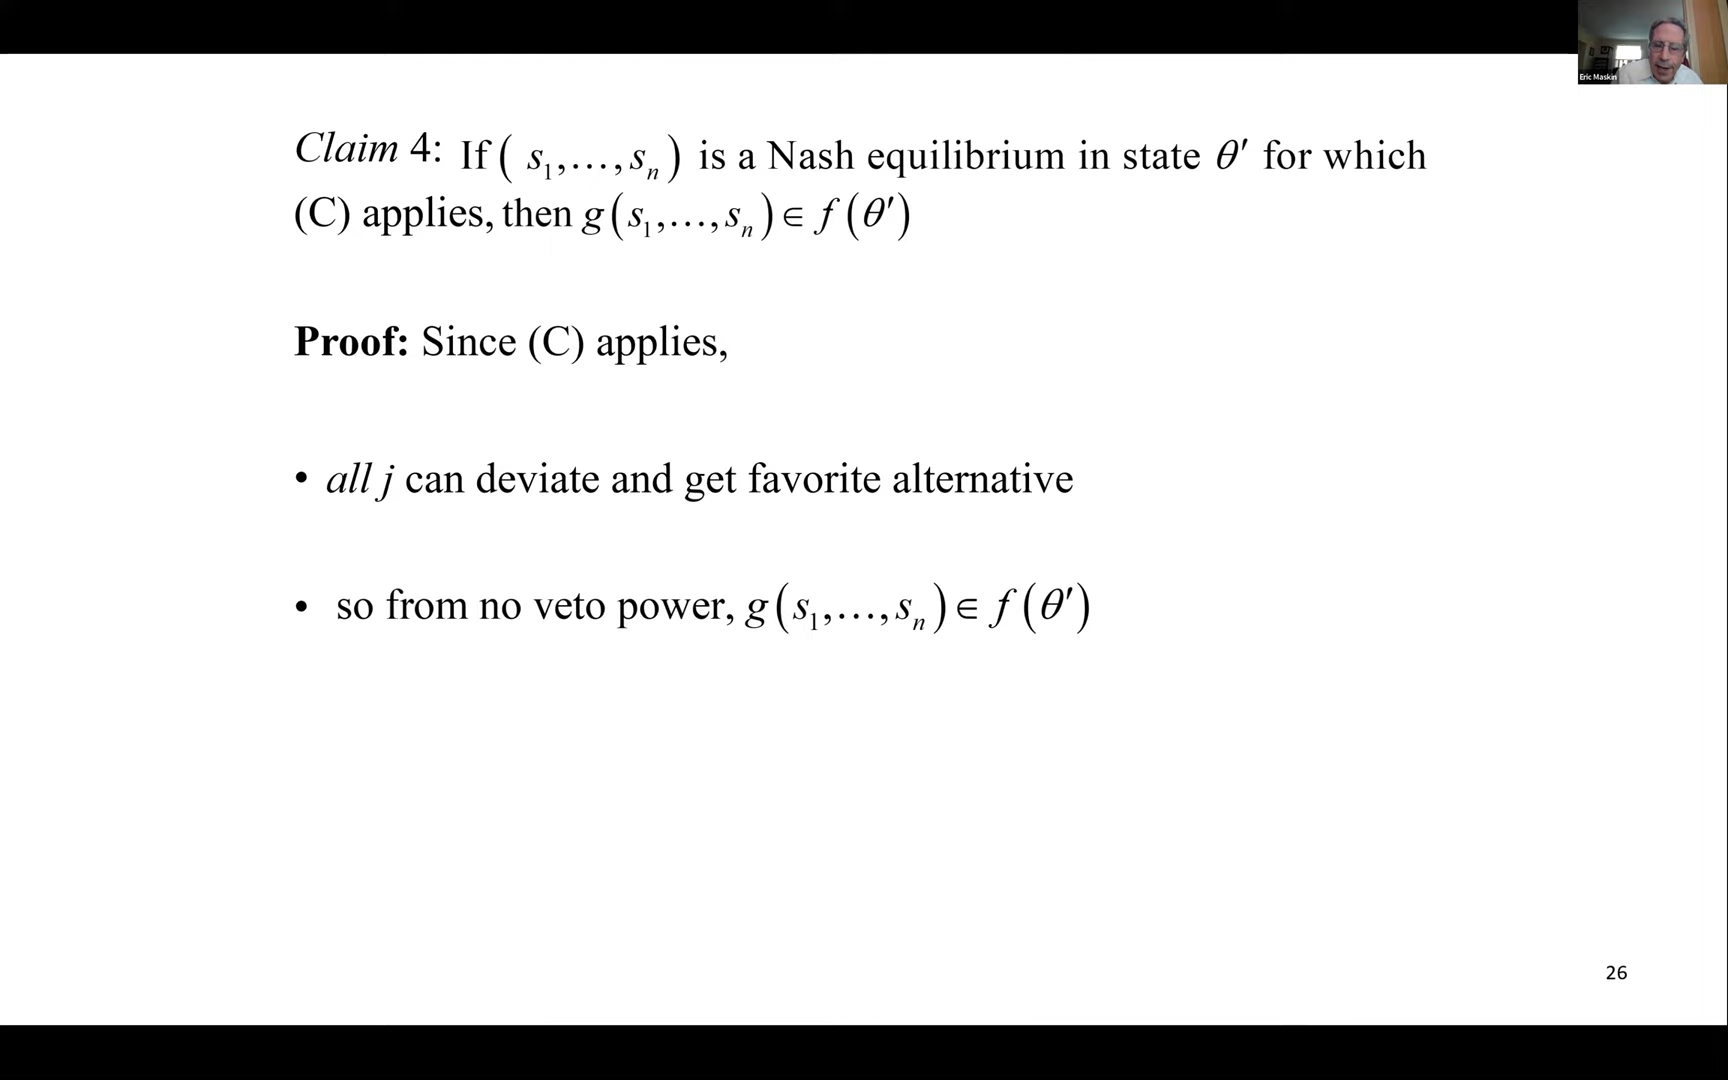 Eric Maskin
Claim 4: If ( s₁,…,sₙ ) is a Nash equilibrium in state θ′ for which
(C) applies, then g(s₁,…,sₙ) ∈ f(θ′)
Proof: Since (C) applies,
• all j can deviate and get favorite alternative
• so from no veto power, g(s₁,…,sₙ) ∈ f(θ′)
26